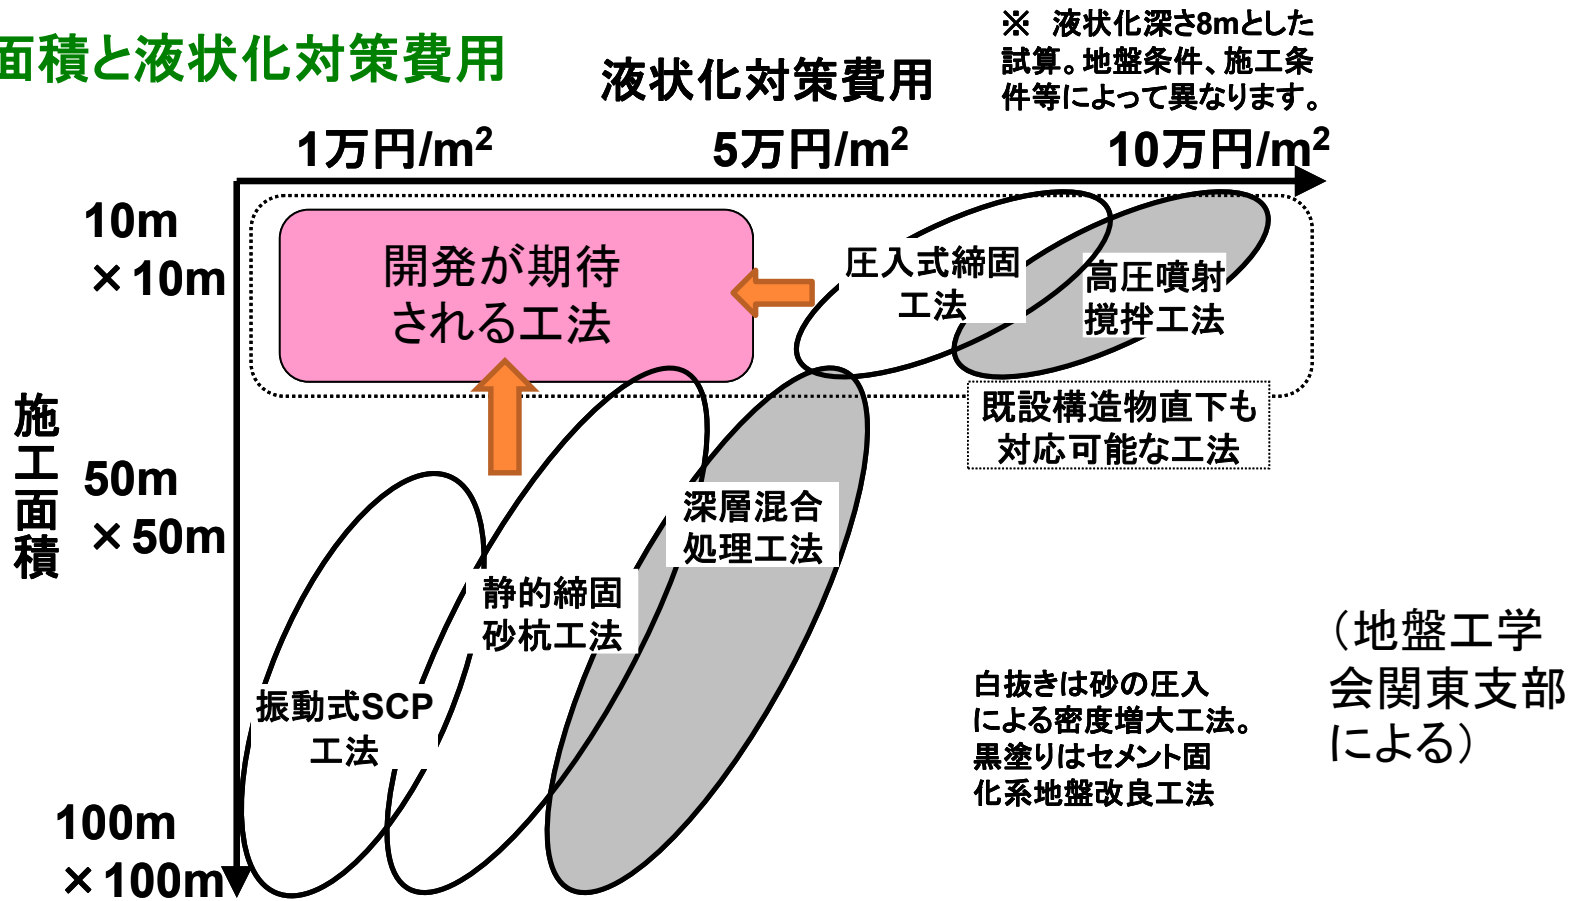 面積と液状化対策費用
液状化対策費用
※ 液状化深さ8mとした
試算。地盤条件、施工条
件等によって異なります。
1万円/m²
5万円/m²
10万円/m²
施工面積
10m
×10m
50m
×50m
100m
×100m
開発が期待
される工法
圧入式締固
工法
高圧噴射
撹拌工法
既設構造物直下も
対応可能な工法
深層混合
処理工法
静的締固
砂杭工法
振動式SCP
工法
白抜きは砂の圧入
による密度増大工法。
黒塗りはセメント固
化系地盤改良工法
（地盤工学
会関東支部
による）